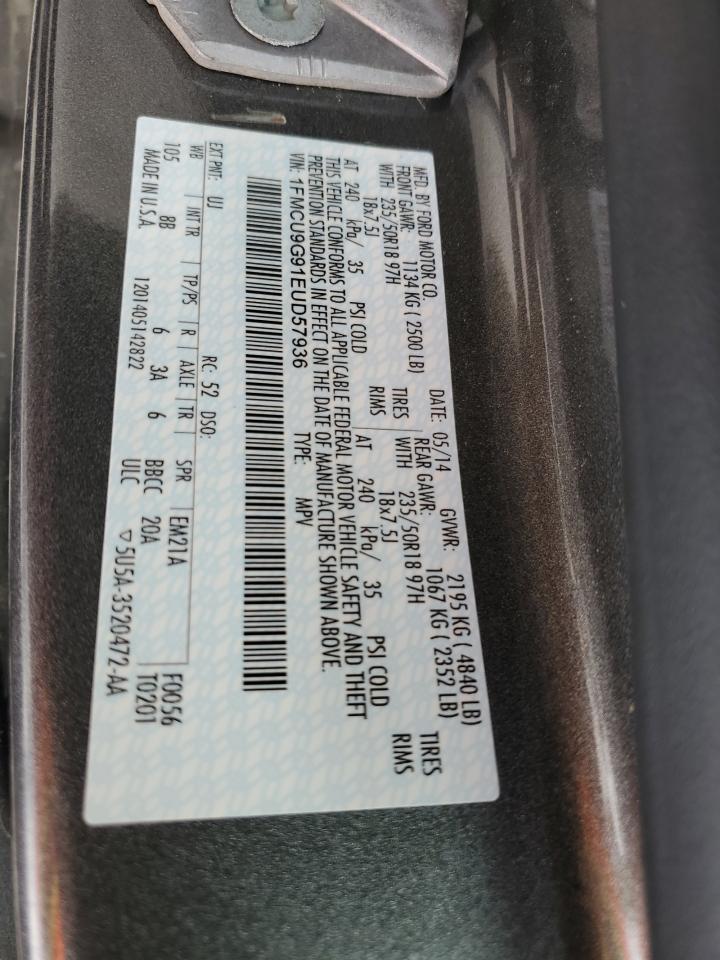 MFD. BY FORD MOTOR CO.
DATE: 05/14 GVWR: 2195 KG ( 4840 LB)
FRONT GAWR: 1134 KG ( 2500 LB) REAR GAWR: 1067 KG ( 2352 LB)
WITH 235/50R18 97H TIRES WITH 235/50R18 97H TIRES
18x7.5J RIMS 18x7.5J RIMS
AT 240 kPa/ 35 PSI COLD AT 240 kPa/ 35 PSI COLD
THIS VEHICLE CONFORMS TO ALL APPLICABLE FEDERAL MOTOR VEHICLE SAFETY AND THEFT
PREVENTION STANDARDS IN EFFECT ON THE DATE OF MANUFACTURE SHOWN ABOVE.
VIN: 1FMCU9G91EUD57936 TYPE: MPV
EXT PNT: UJ RC: 52 DSO:
WB INT TR TP/PS R AXLE TR SPR EM21A F0056
105 8B 6 3A 6 BBCC 20A T0201
MADE IN U.S.A. 1201405142822 ULC ▽5U5A-3520472-AA